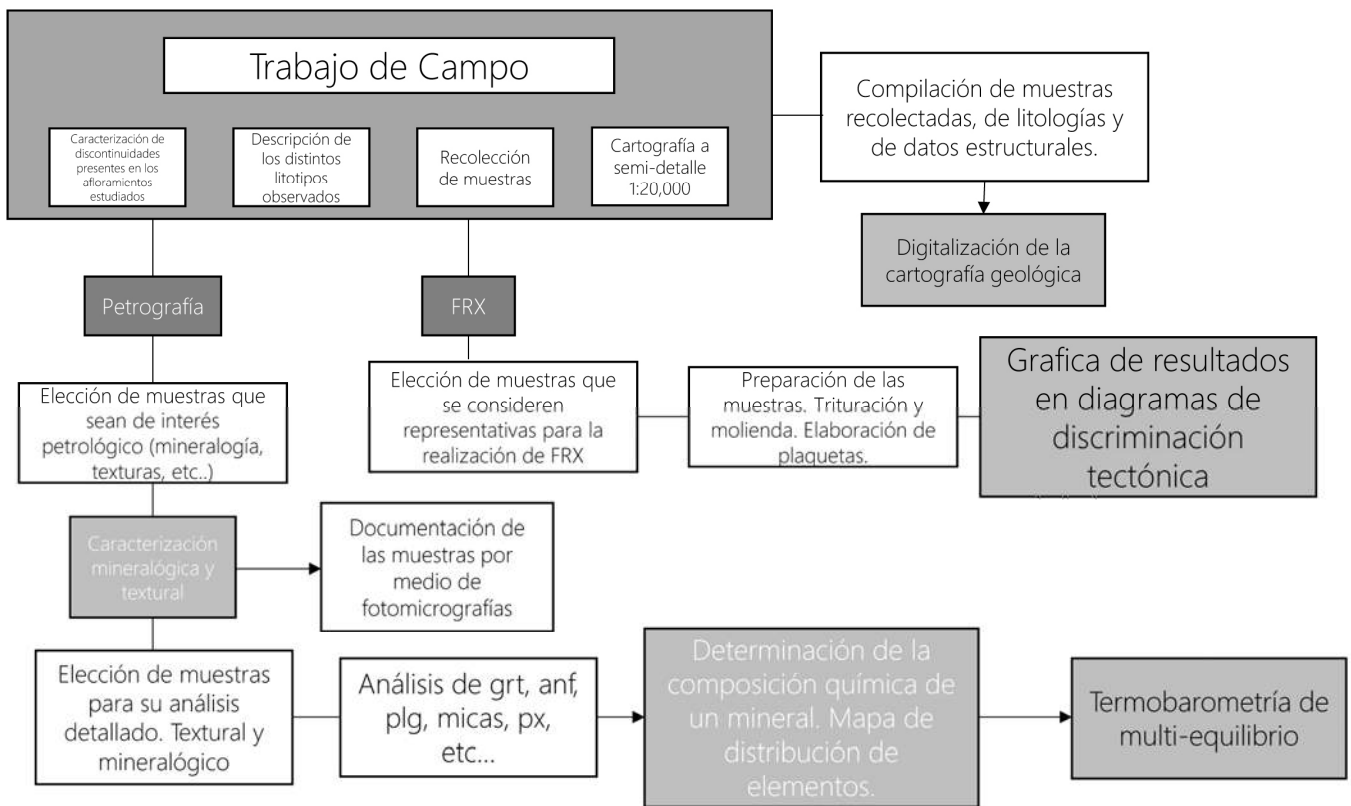 Trabajo de Campo
Caracterización de
discontinuidades
presentes en los
afloramientos
estudiados
Descripción de
los distintos
litotipos
observados
Recolección
de muestras
Cartografía a
semi-detalle
1:20,000
Compilación de muestras
recolectadas, de litologías y
de datos estructurales.
Digitalización de la
cartografía geológica
Petrografía
FRX
Elección de muestras que
sean de interés
petrológico (mineralogía,
texturas, etc..)
Elección de muestras que
se consideren
representativas para la
realización de FRX
Preparación de las
muestras. Trituración y
molienda. Elaboración de
plaquetas.
Grafica de resultados
en diagramas de
discriminación
tectónica
Caracterización
mineralógica y
textural
Documentación de
las muestras por
medio de
fotomicrografías
Elección de muestras
para su análisis
detallado. Textural y
mineralógico
Análisis de grt, anf,
plg, micas, px,
etc...
Determinación de la
composición química de
un mineral. Mapa de
distribución de
elementos.
Termobarometría de
multi-equilibrio